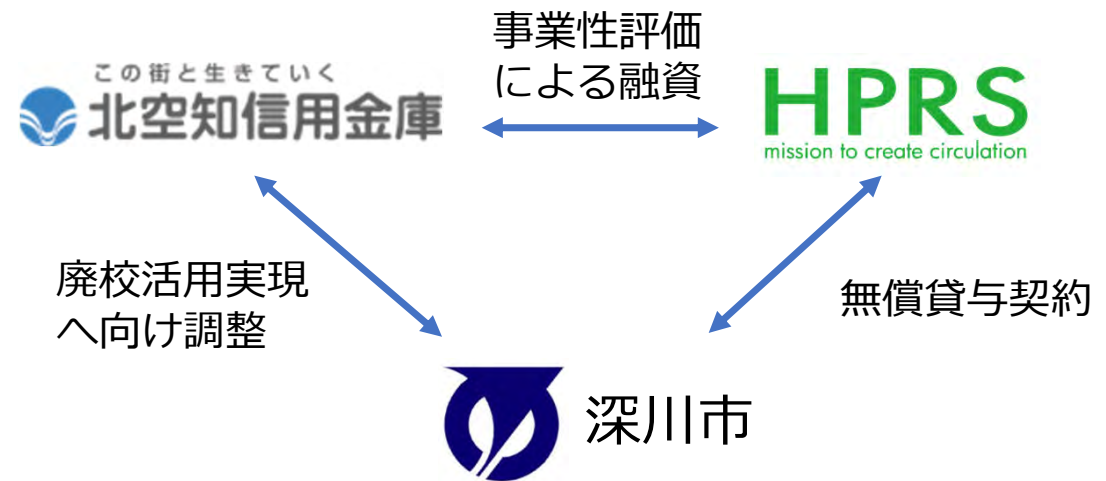 事業性評価
による融資
この街と生きていく
北空知信用金庫
HPRS
mission to create circulation
廃校活用実現
へ向け調整
無償貸与契約
深川市